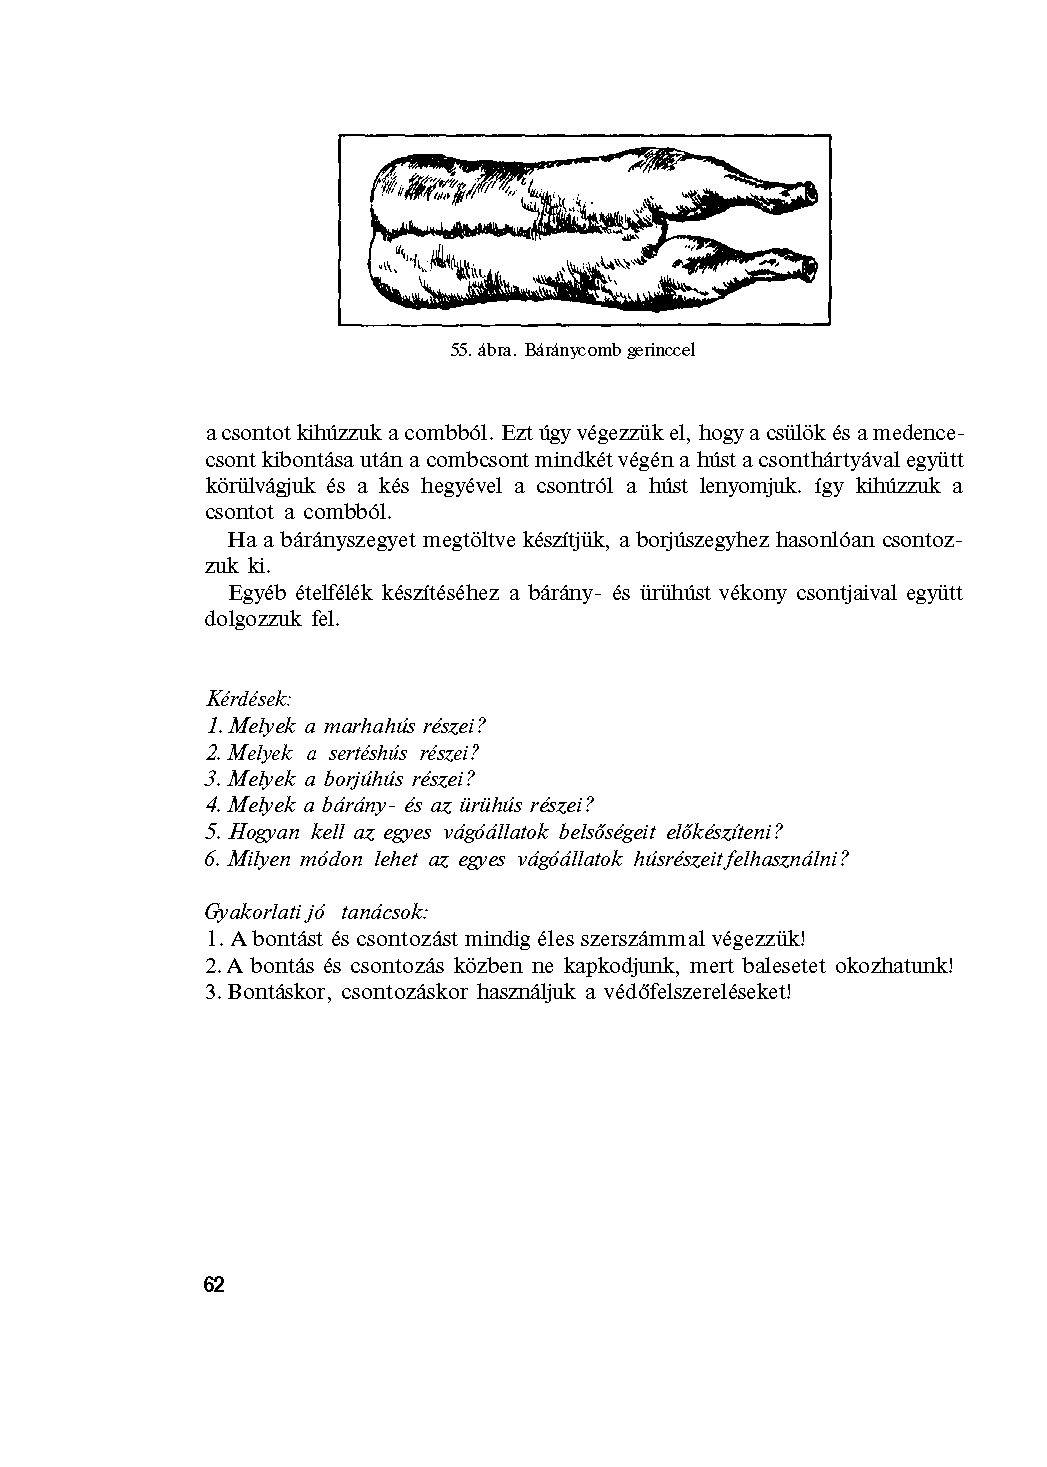 55. ábra. Báránycomb gerinccel
a csontot kihúzzuk a combból. Ezt úgy végezzük el, hogy a csülök és a medence-
csont kibontása után a combcsont mindkét végén a húst a csonthártyával együtt
körülvágjuk és a kés hegyével a csontról a húst lenyomjuk. így kihúzzuk a
csontot a combból.
Ha a bárányszegyet megtöltve készítjük, a borjúszegyhez hasonlóan csontoz-
zuk ki.
Egyéb ételfélék készítéséhez a bárány- és ürühúst vékony csontjaival együtt
dolgozzuk fel.
Kérdések:
1. Melyek a marhahús részei?
2. Melyek a sertéshús részei?
3. Melyek a borjúhús részei?
4. Melyek a bárány- és az ürühús részei?
5. Hogyan kell az egyes vágóállatok belsőségeit előkészíteni?
6. Milyen módon lehet az egyes vágóállatok húsrészeit felhasználni?
Gyakorlati jó tanácsok:
1. A bontást és csontozást mindig éles szerszámmal végezzük!
2. A bontás és csontozás közben ne kapkodjunk, mert balesetet okozhatunk!
3. Bontáskor, csontozáskor használjuk a védőfelszereléseket!
62